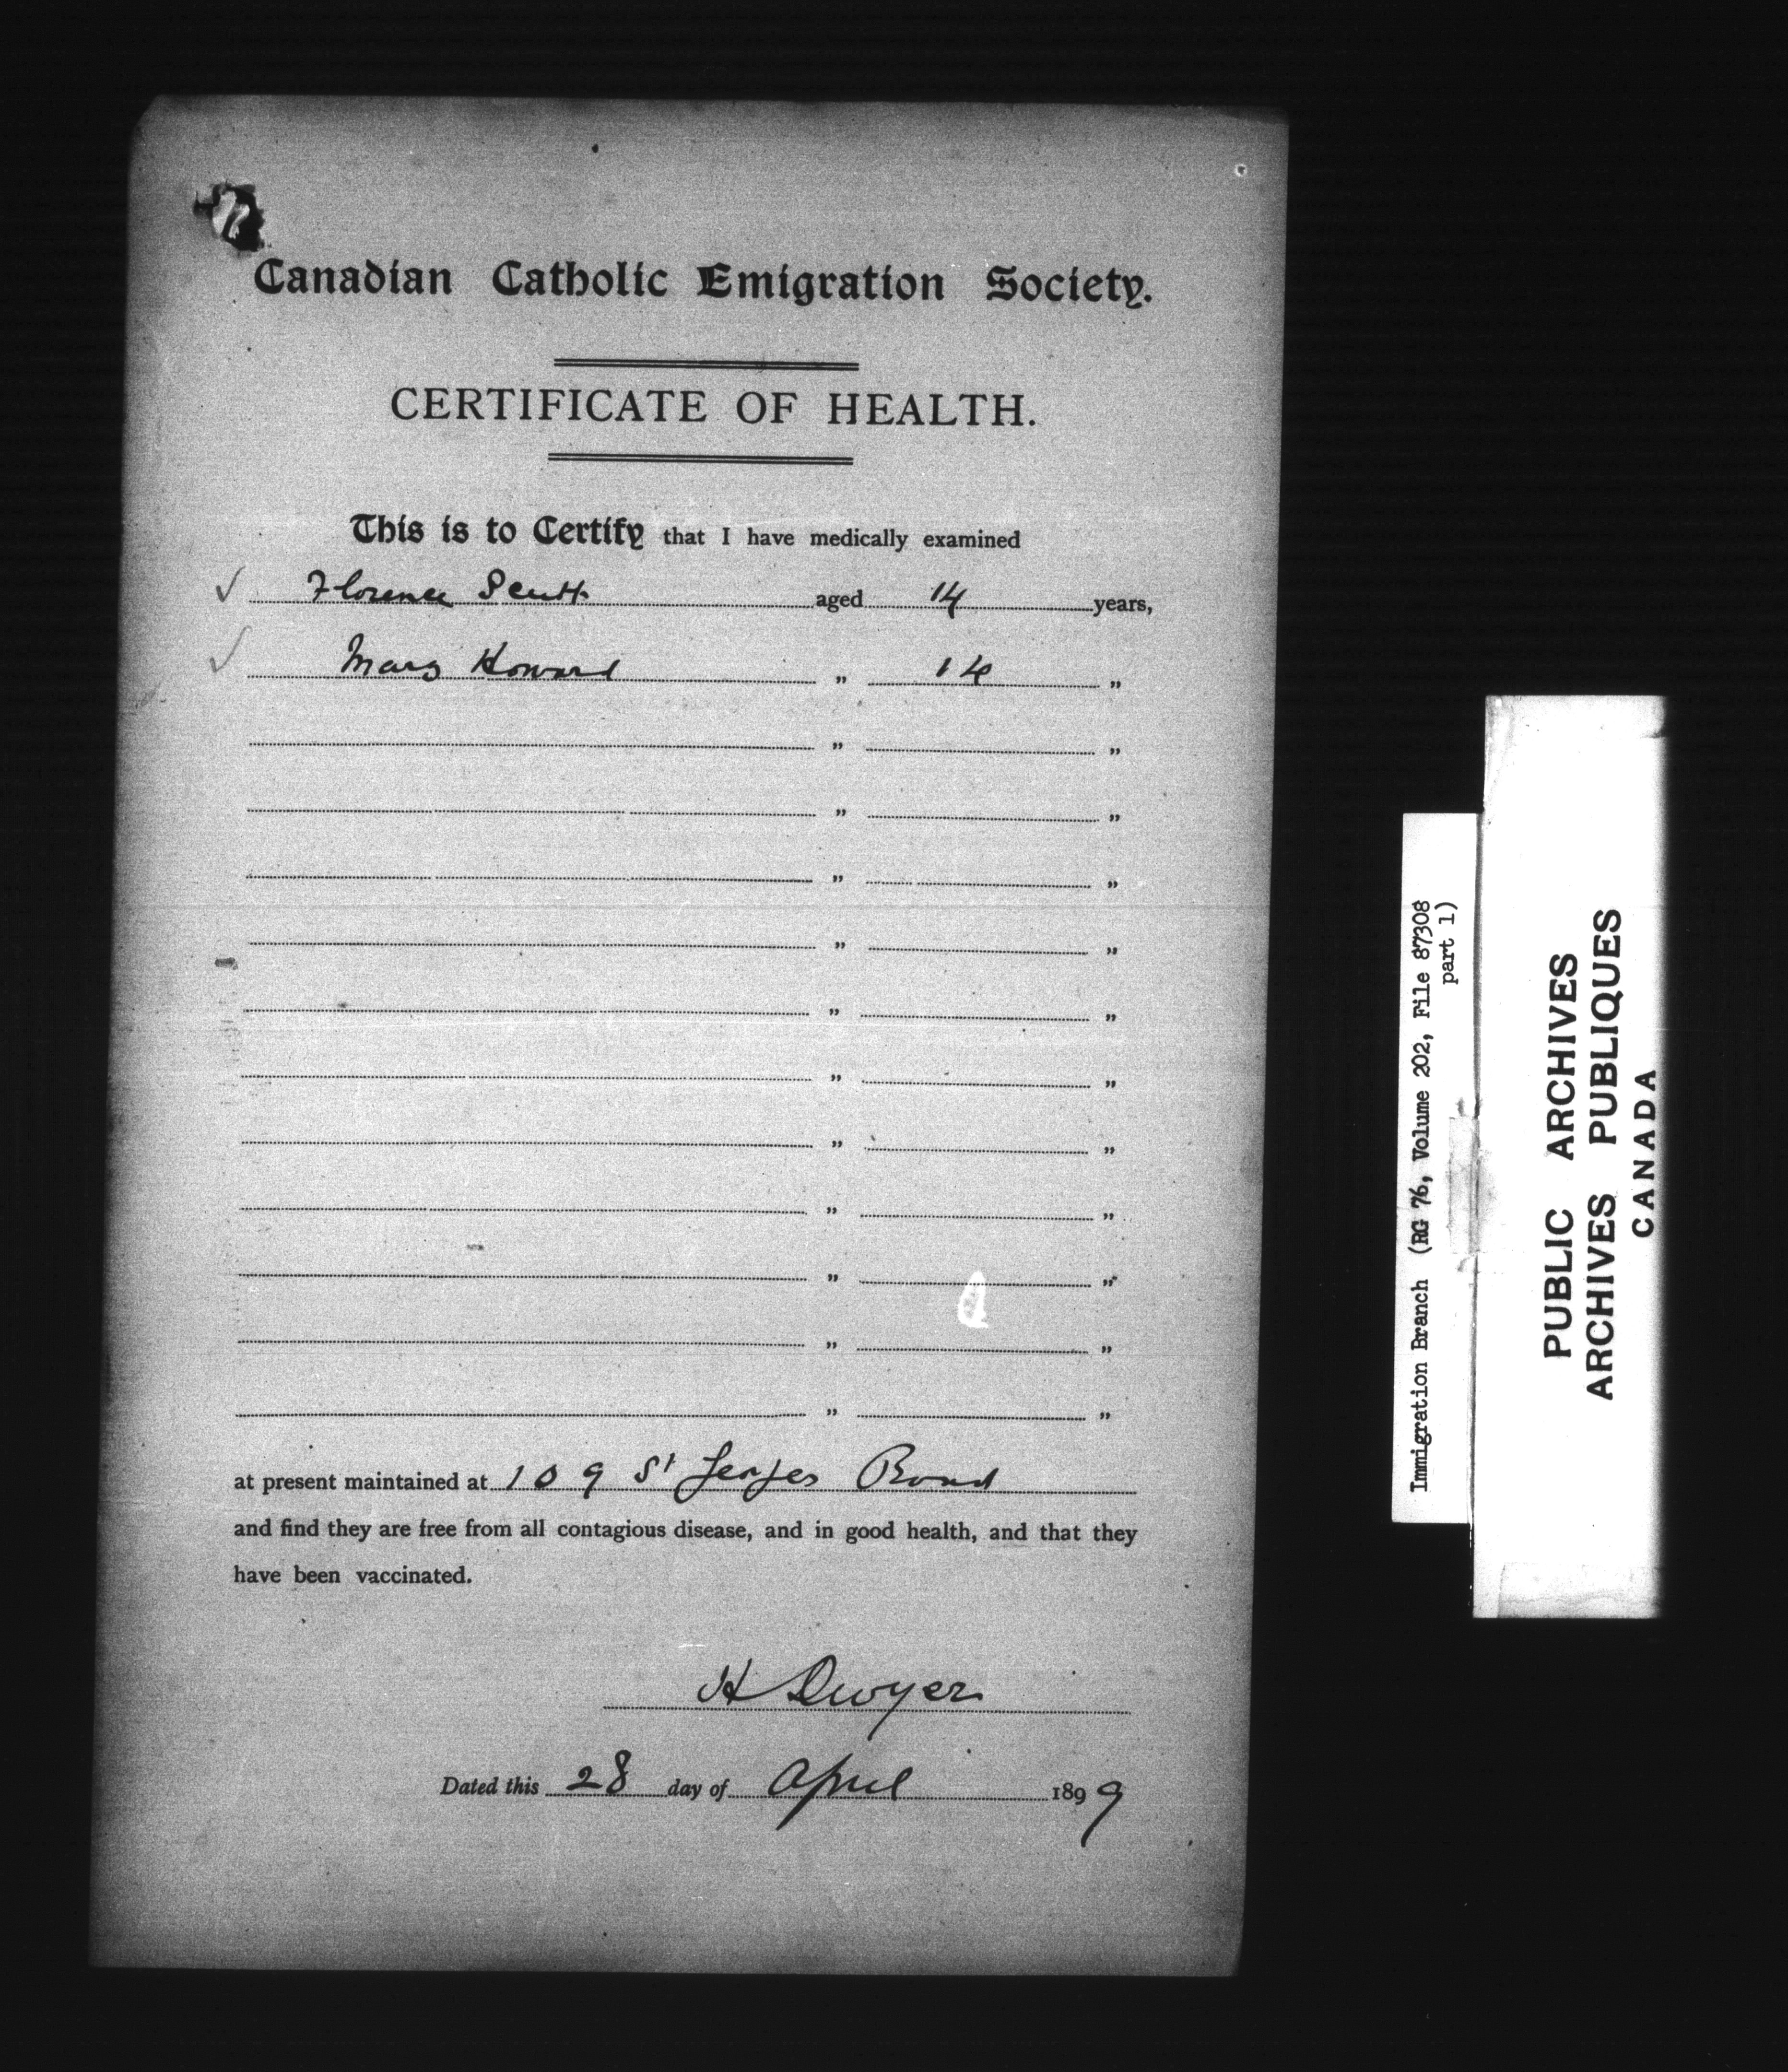 Canadian Catholic Emigration Society.
CERTIFICATE OF HEALTH.
This is to Certify that I have medically examined
✓ Florence Scutt aged 14 years,
✓ Mary Howard „ 14 „
„ „
„ „
„ „
„ „
„ „
„ „
„ „
„ „
„ „
„ „
„ „
at present maintained at 109 St Georges Road
and find they are free from all contagious disease, and in good health, and that they
have been vaccinated.
H Dwyer
Dated this 28 day of April 1899
Immigration Branch (RG 76, Volume 202, File 87308
part 1)
PUBLIC ARCHIVES
ARCHIVES PUBLIQUES
CANADA